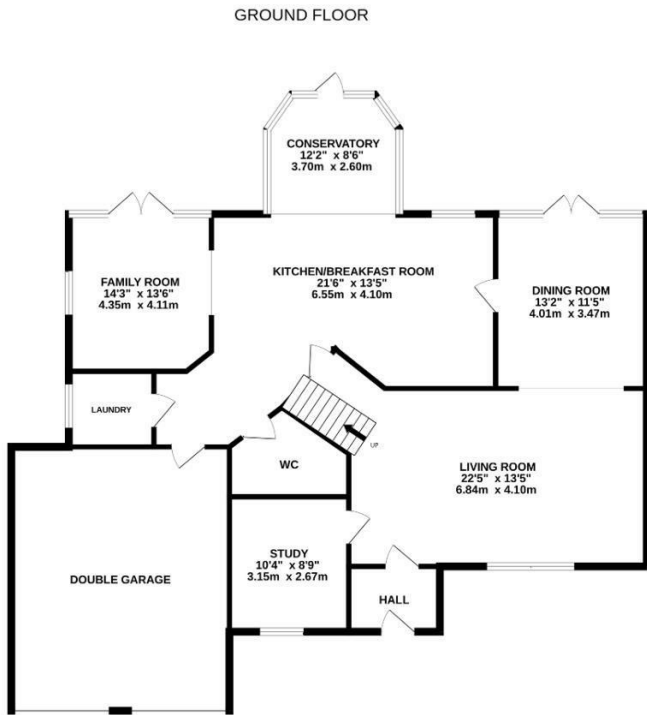 GROUND FLOOR
CONSERVATORY
12'2" x 8'6"
3.70m x 2.60m
FAMILY ROOM
14'3" x 13'6"
4.35m x 4.11m
KITCHEN/BREAKFAST ROOM
21'6" x 13'5"
6.55m x 4.10m
DINING ROOM
13'2" x 11'5"
4.01m x 3.47m
LAUNDRY
UP
WC
LIVING ROOM
22'5" x 13'5"
6.84m x 4.10m
STUDY
10'4" x 8'9"
3.15m x 2.67m
DOUBLE GARAGE
HALL